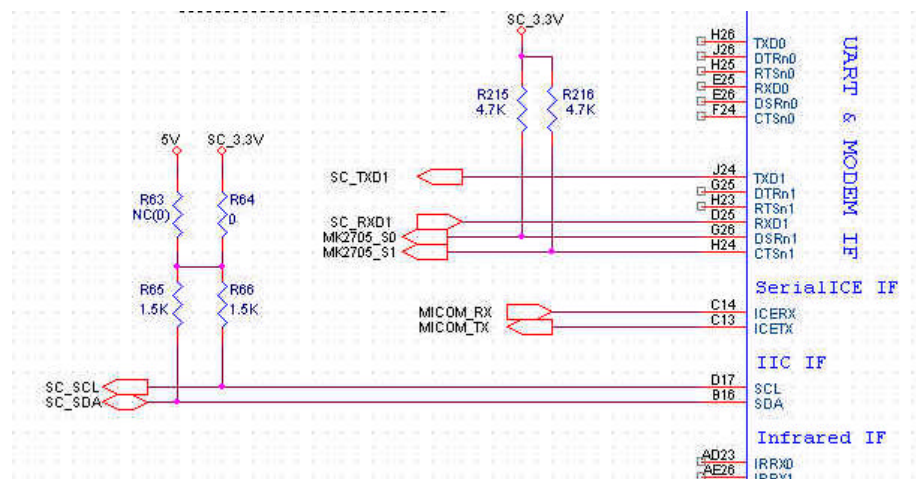 SC_3.3V
H26 TXD0
J26 DTRn0
H25 RTSn0
E25 RXD0
E26 DSRn0
F24 CTSn0
UART & MODEM IF
R215 4.7K
R216 4.7K
5V
SC_3.3V
SC_TXD1
J24 TXD1
G25 DTRn1
H23 RTSn1
R63 NC(0)
R64 0
SC_RXD1
D25 RXD1
MK2705_S0
G26 DSRn1
MK2705_S1
H24 CTSn1
R65 1.5K
R66 1.5K
SerialICE IF
MICOM_RX
C14 ICERX
MICOM_TX
C13 ICETX
IIC IF
SC_SCL
D17 SCL
SC_SDA
B16 SDA
Infrared IF
AD23 IRRX0
AE26 IRRX1